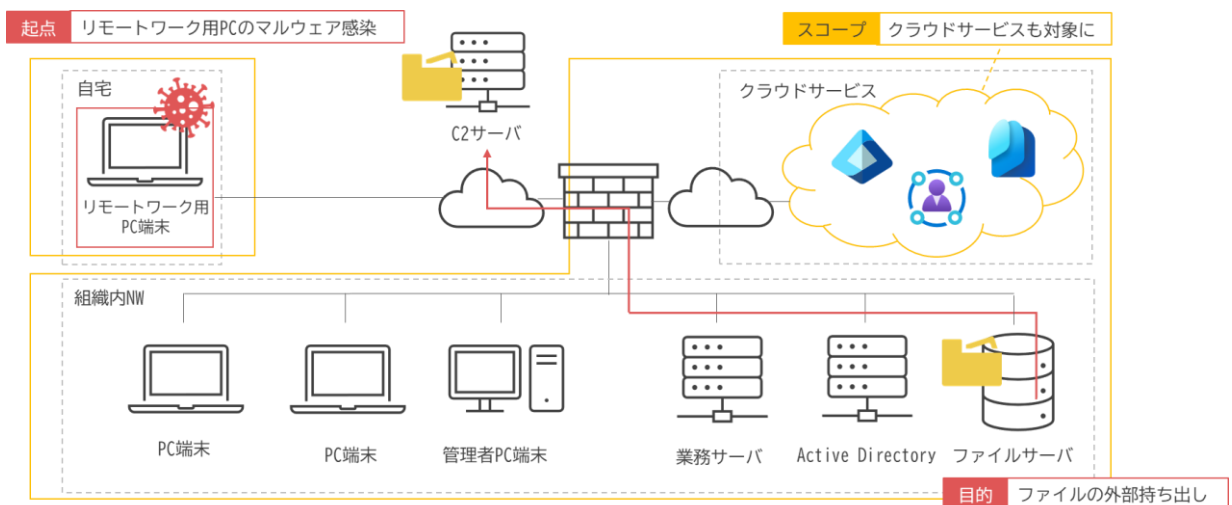 起点 リモートワーク用PCのマルウェア感染
スコープ クラウドサービスも対象に
自宅
クラウドサービス
C2サーバ
リモートワーク用
PC端末
組織内NW
PC端末
PC端末
管理者PC端末
業務サーバ
Active Directory
ファイルサーバ
目的 ファイルの外部持ち出し